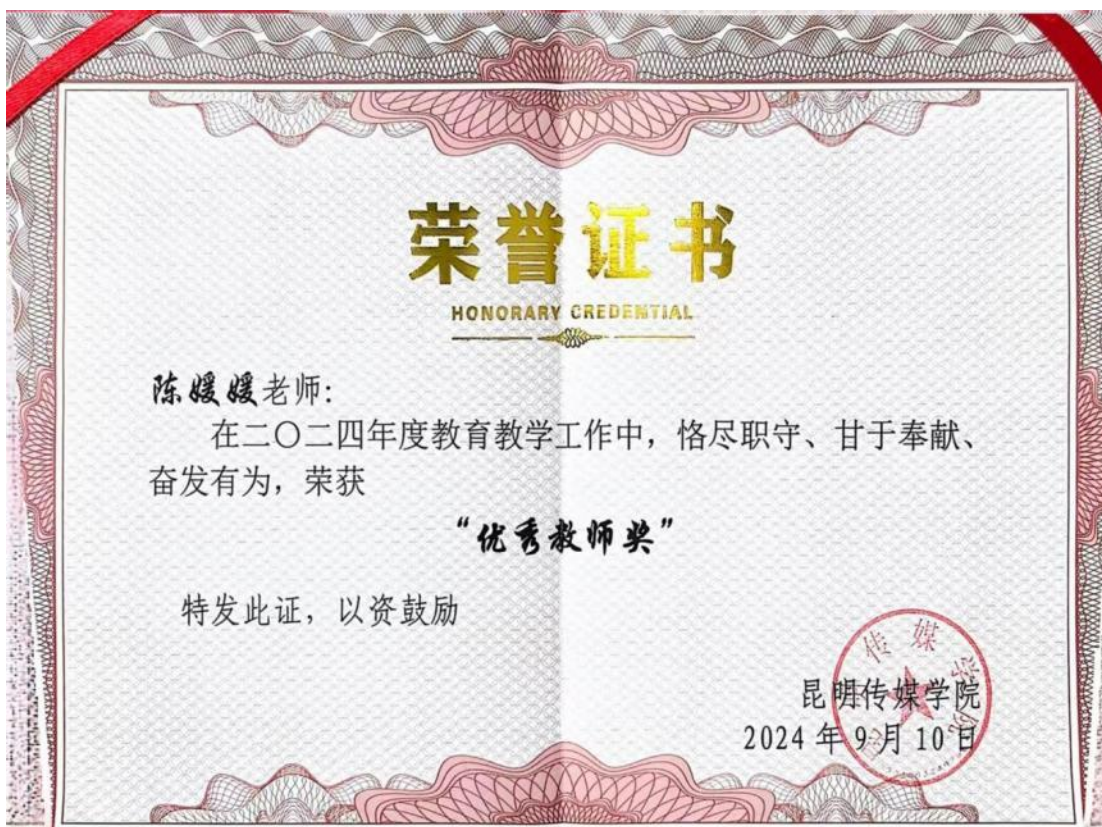 荣誉证书
HONORARY CREDENTIAL
陈媛媛老师:
在二〇二四年度教育教学工作中，恪尽职守、甘于奉献、
奋发有为，荣获
“优秀教师奖”
特发此证，以资鼓励
昆明传媒学院
2024年9月10日